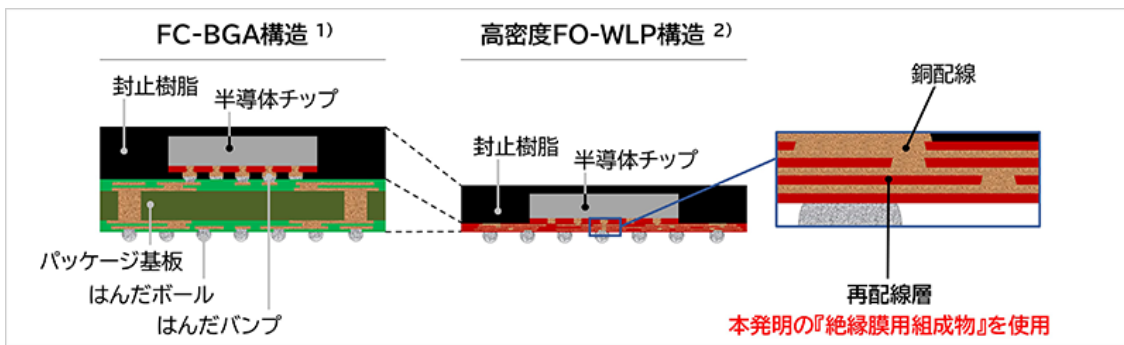 FC-BGA構造 1)
封止樹脂
半導体チップ
パッケージ基板
はんだボール
はんだバンプ
高密度FO-WLP構造 2)
封止樹脂
半導体チップ
銅配線
再配線層
本発明の『絶縁膜用組成物』を使用